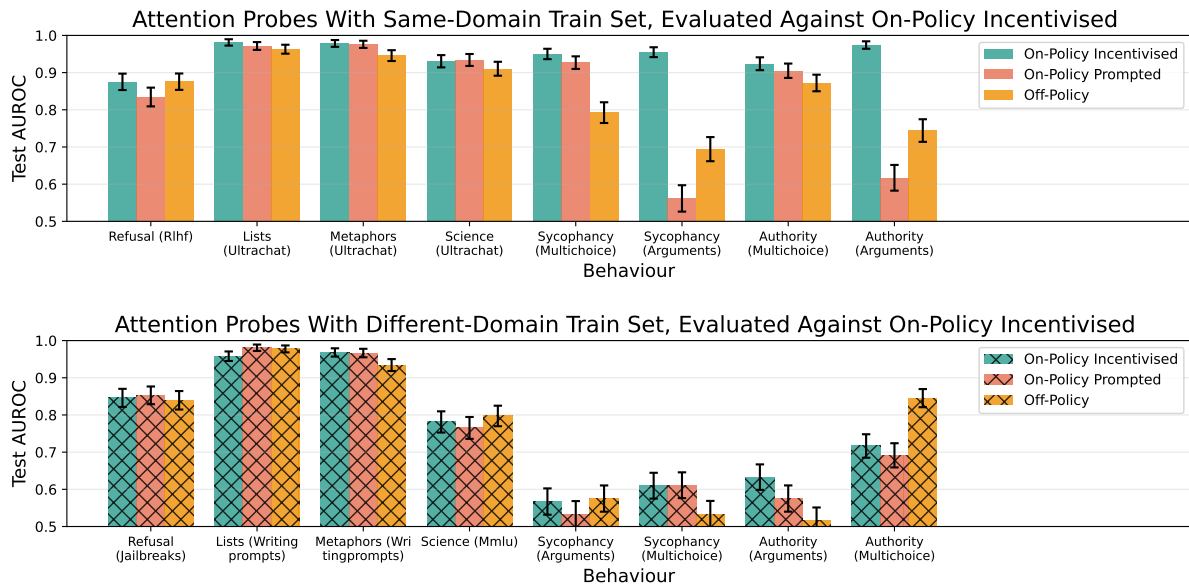 Attention Probes With Same-Domain Train Set, Evaluated Against On-Policy Incentivised
1.0
0.9
0.8
0.7
0.6
0.5
Test AUROC
On-Policy Incentivised
On-Policy Prompted
Off-Policy
Refusal (Rlhf)
Lists
(Ultrachat)
Metaphors
(Ultrachat)
Science
(Ultrachat)
Sycophancy
(Multichoice)
Sycophancy
(Arguments)
Authority
(Multichoice)
Authority
(Arguments)
Behaviour
Attention Probes With Different-Domain Train Set, Evaluated Against On-Policy Incentivised
1.0
0.9
0.8
0.7
0.6
0.5
Test AUROC
On-Policy Incentivised
On-Policy Prompted
Off-Policy
Refusal
(Jailbreaks)
Lists (Writing
prompts)
Metaphors (Wri
tingprompts)
Science (Mmlu)
Sycophancy
(Arguments)
Sycophancy
(Multichoice)
Authority
(Arguments)
Authority
(Multichoice)
Behaviour